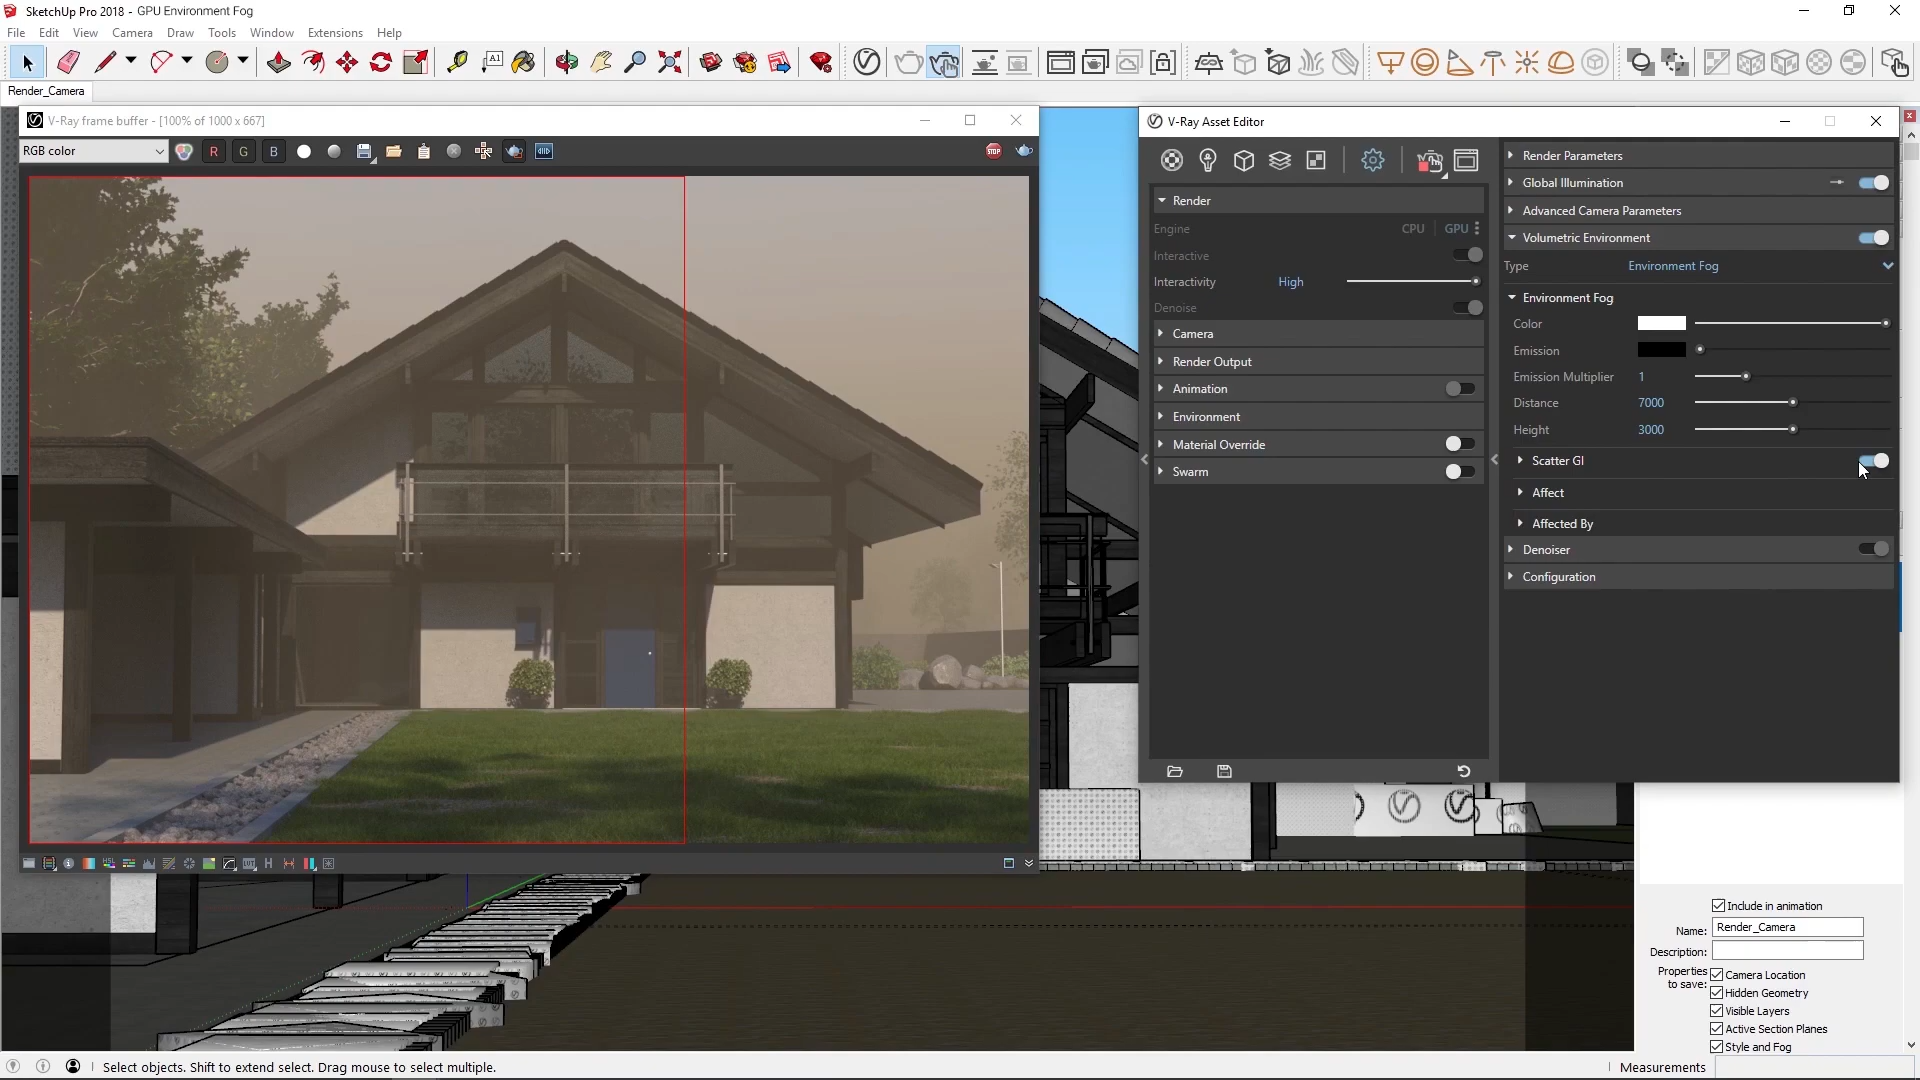 SketchUp Pro 2018 - GPU Environment Fog
File Edit View Camera Draw Tools Window Extensions Help
A1
Render_Camera
V-Ray frame buffer - [100% of 1000 x 667]
RGB color
R G B
STOP
HSL
LUT
H
V-Ray Asset Editor
Render
Engine CPU GPU
Interactive
Interactivity High
Denoise
Camera
Render Output
Animation
Environment
Material Override
Swarm
Render Parameters
Global Illumination
Advanced Camera Parameters
Volumetric Environment
Type Environment Fog
Environment Fog
Color
Emission
Emission Multiplier 1
Distance 7000
Height 3000
Scatter GI
Affect
Affected By
Denoiser
Configuration
Include in animation
Name: Render_Camera
Description:
Properties to save:
Camera Location
Hidden Geometry
Visible Layers
Active Section Planes
Style and Fog
Select objects. Shift to extend select. Drag mouse to select multiple.
Measurements